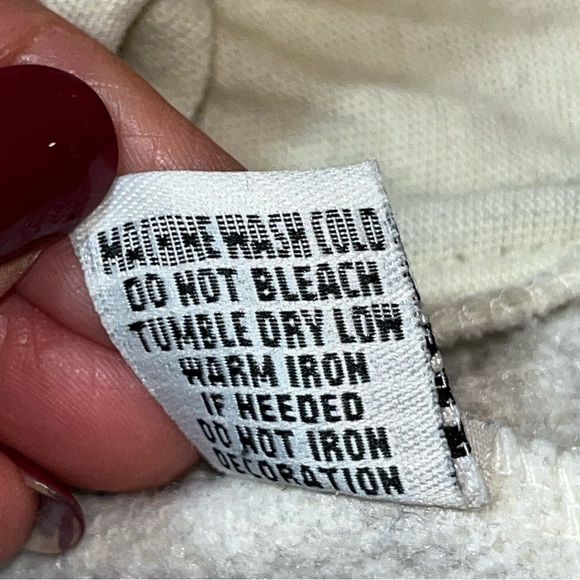 MACHINE WASH COLD
DO NOT BLEACH
TUMBLE DRY LOW
WARM IRON
IF NEEDED
DO NOT IRON
DECORATION